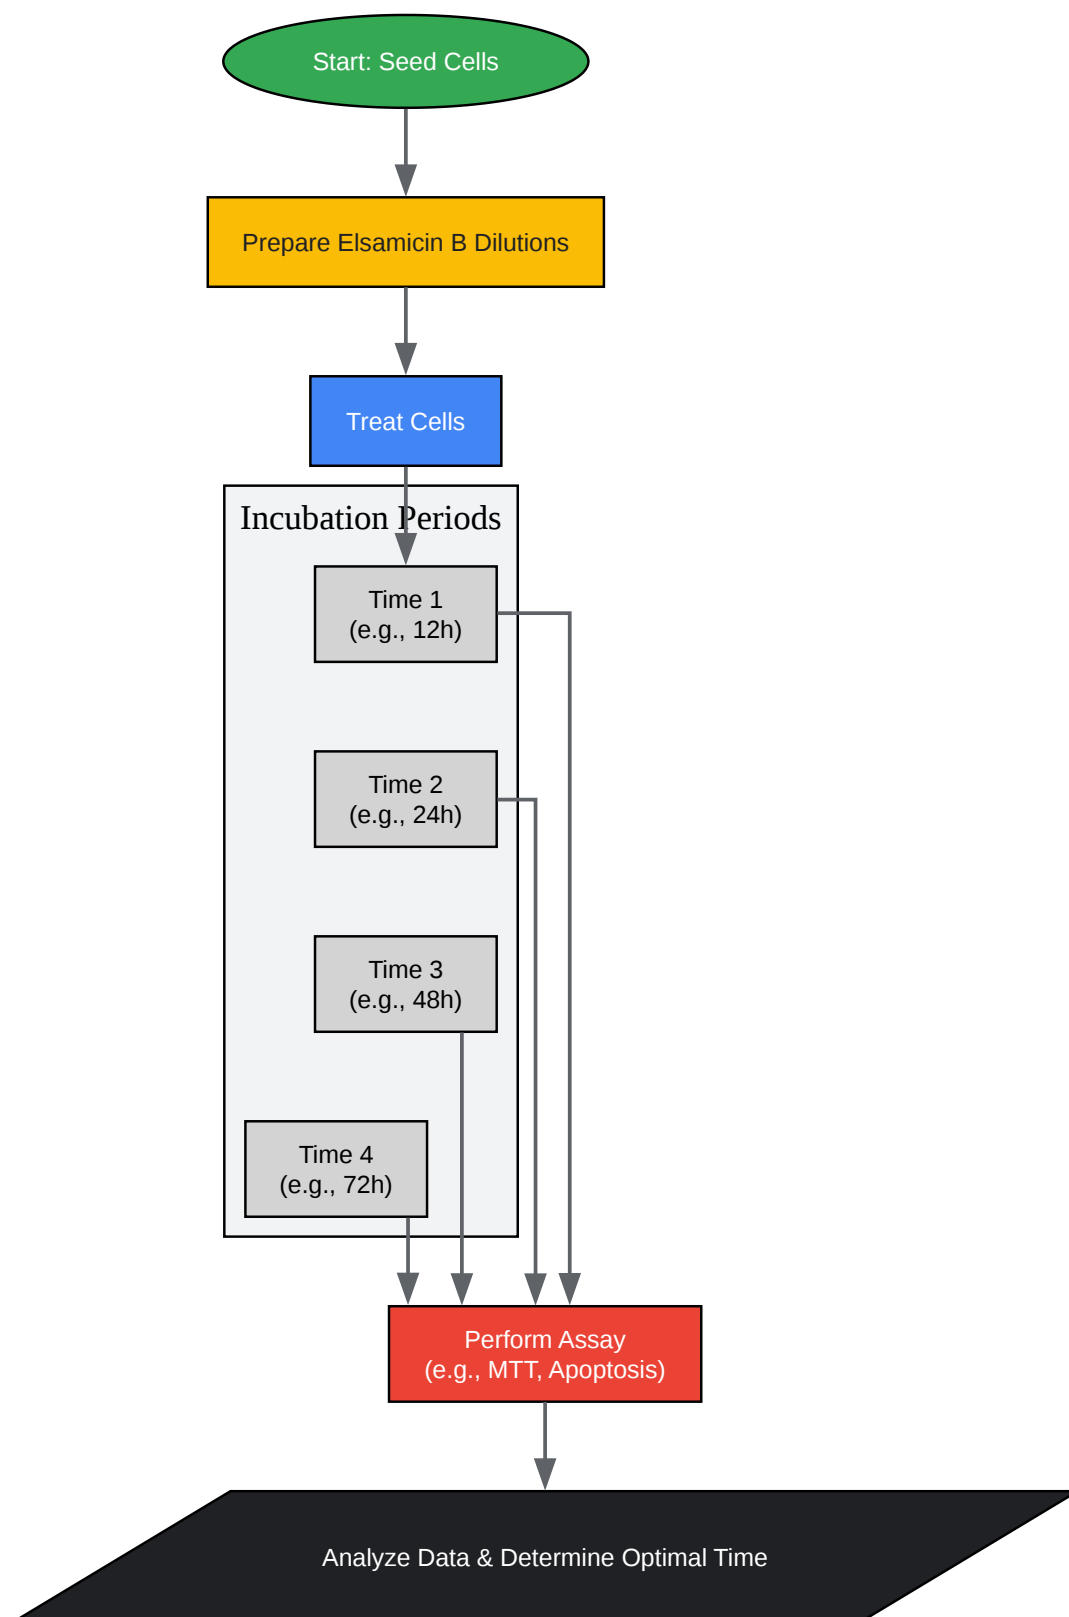 Start: Seed Cells
Prepare Elsamicin B Dilutions
Treat Cells
Incubation Periods
Time 1
(e.g., 12h)
Time 2
(e.g., 24h)
Time 3
(e.g., 48h)
Time 4
(e.g., 72h)
Perform Assay
(e.g., MTT, Apoptosis)
Analyze Data & Determine Optimal Time